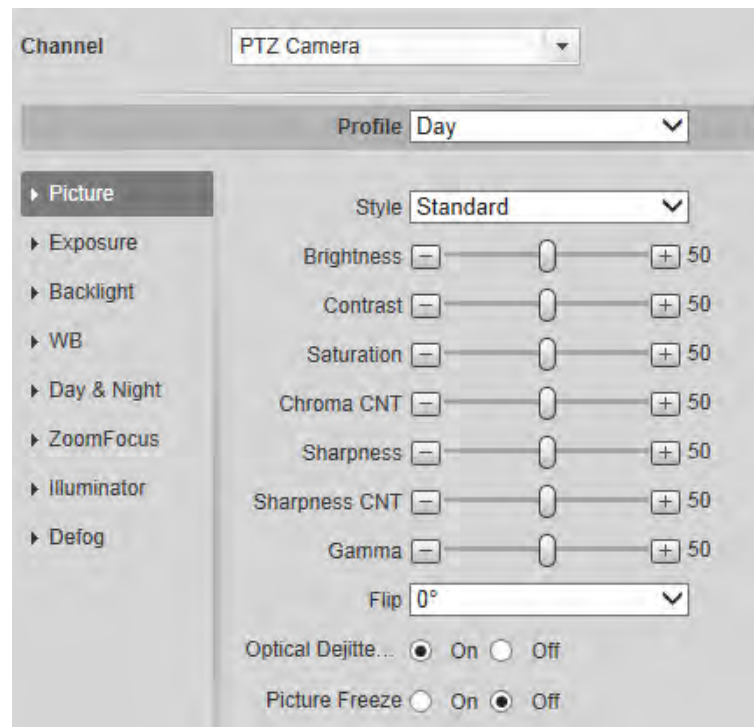 Channel PTZ Camera
Profile Day
Picture
Style Standard
Exposure
Brightness - + 50
Backlight
Contrast - + 50
WB
Saturation - + 50
Day & Night
Chroma CNT - + 50
ZoomFocus
Sharpness - + 50
Illuminator
Sharpness CNT - + 50
Defog
Gamma - + 50
Flip 0°
Optical Dejitte... On Off
Picture Freeze On Off